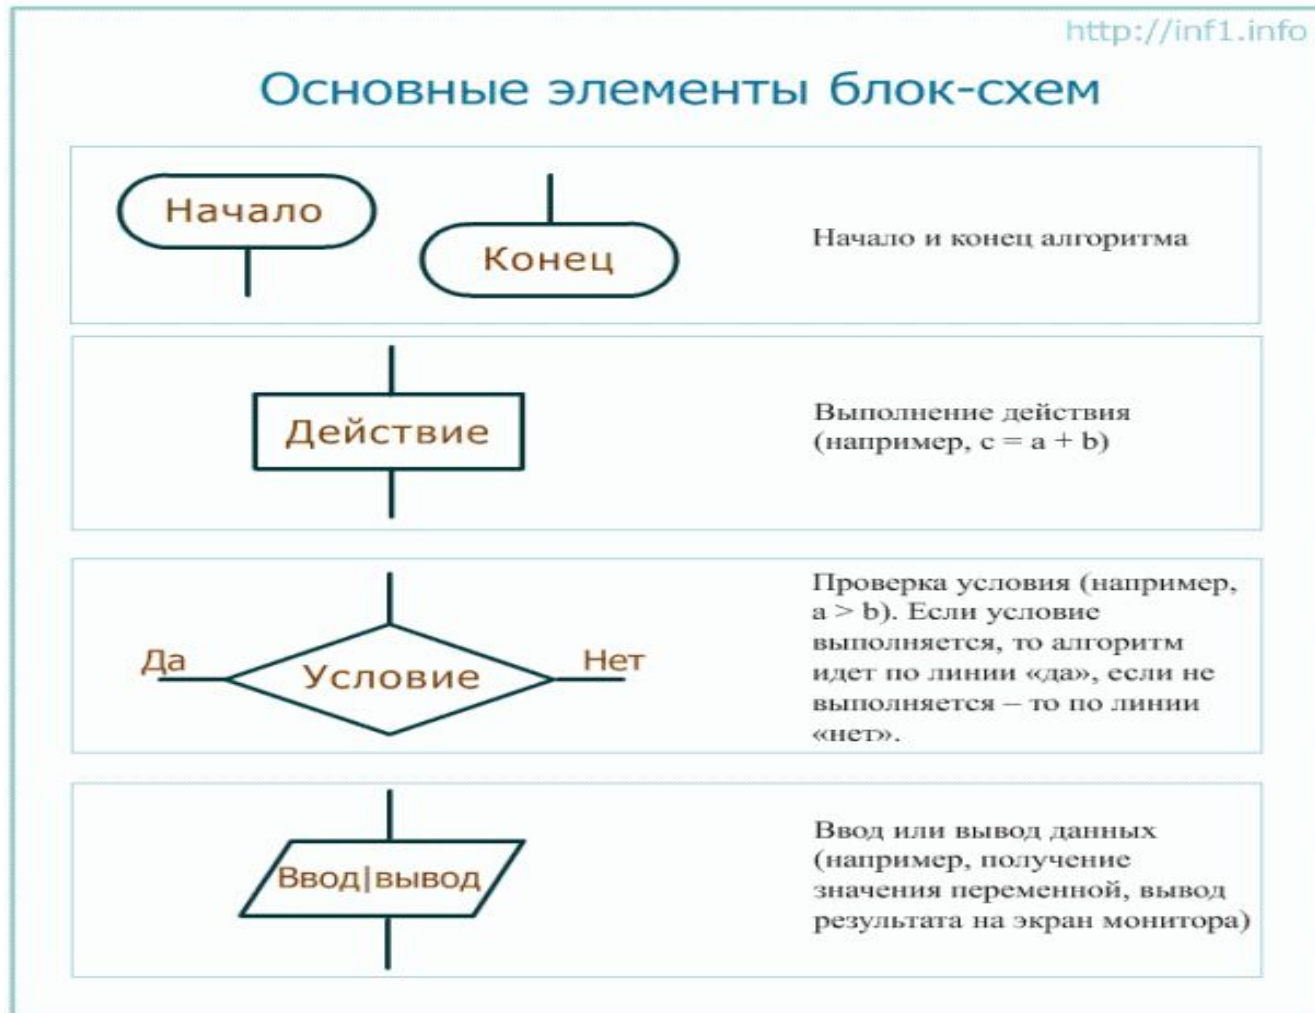 http://inf1.info
Основные элементы блок-схем
Начало
Конец
Начало и конец алгоритма
Действие
Выполнение действия
(например, c = a + b)
Да
Условие
Нет
Проверка условия (например,
a > b). Если условие
выполняется, то алгоритм
идет по линии «да», если не
выполняется – то по линии
«нет».
Ввод|вывод
Ввод или вывод данных
(например, получение
значения переменной, вывод
результата на экран монитора)